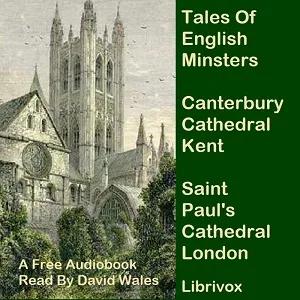 Tales Of
English
Minsters
Canterbury
Cathedral
Kent
Saint
Paul's
Cathedral
London
A Free Audiobook
Read By David Wales
Librivox